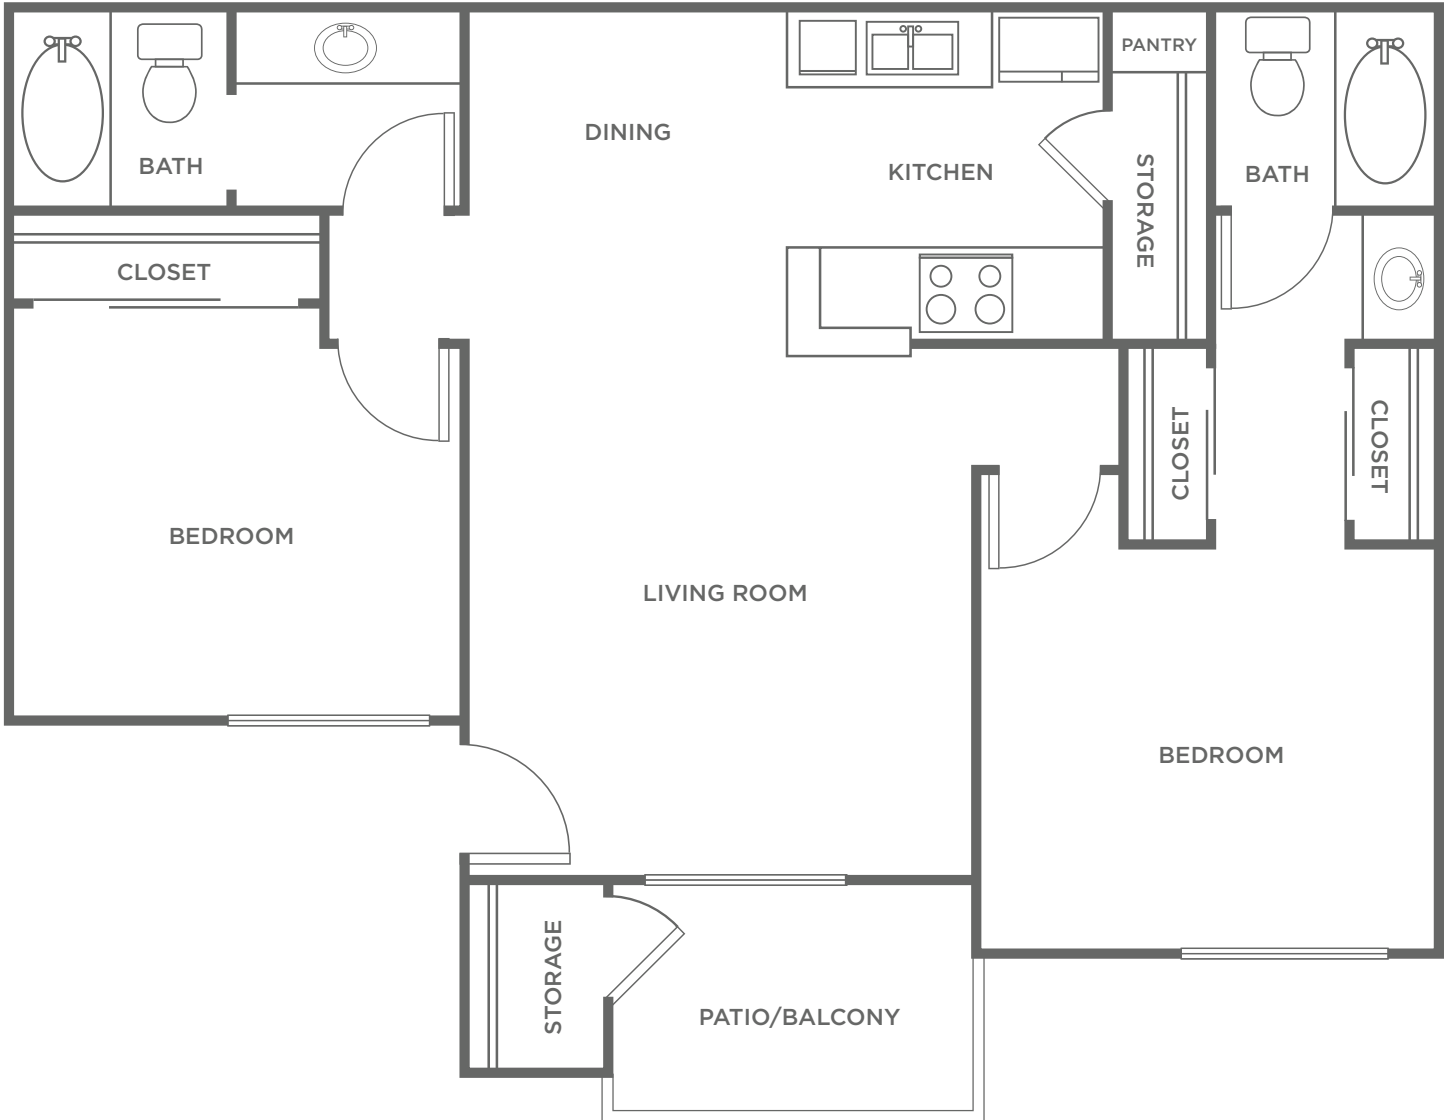 PANTRY
DINING
BATH
KITCHEN
STORAGE
BATH
CLOSET
CLOSET
CLOSET
BEDROOM
LIVING ROOM
BEDROOM
STORAGE
PATIO/BALCONY